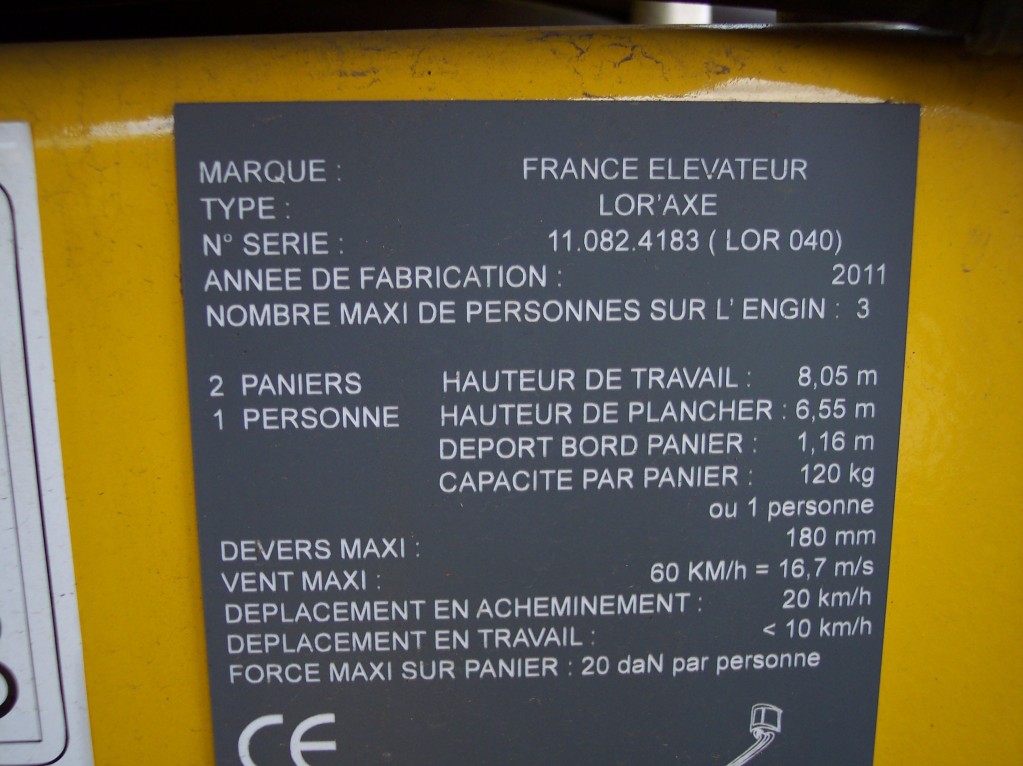 MARQUE : FRANCE ELEVATEUR
TYPE : LOR'AXE
N° SERIE : 11.082.4183 ( LOR 040)
ANNEE DE FABRICATION : 2011
NOMBRE MAXI DE PERSONNES SUR L' ENGIN : 3
2 PANIERS HAUTEUR DE TRAVAIL : 8,05 m
1 PERSONNE HAUTEUR DE PLANCHER : 6,55 m
DEPORT BORD PANIER : 1,16 m
CAPACITE PAR PANIER : 120 kg
ou 1 personne
DEVERS MAXI : 180 mm
VENT MAXI : 60 KM/h = 16,7 m/s
DEPLACEMENT EN ACHEMINEMENT : 20 km/h
DEPLACEMENT EN TRAVAIL : < 10 km/h
FORCE MAXI SUR PANIER : 20 daN par personne
CE